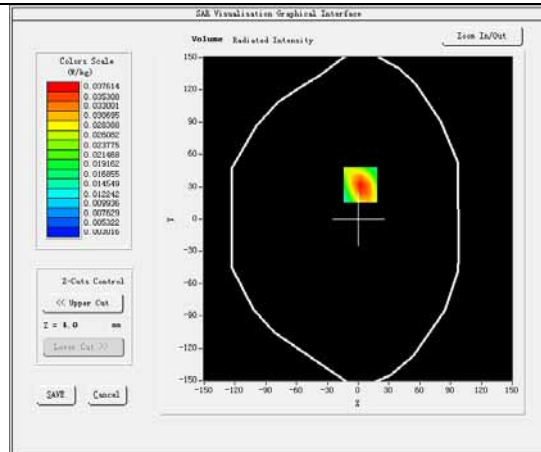 SAR Visualisation Graphical Interface
Volume Radiated Intensity
Zoom In/Out
Colors Scale
(W/kg)
0.037614
0.035308
0.033001
0.030695
0.028388
0.026082
0.023775
0.021468
0.019162
0.016855
0.014549
0.012242
0.009936
0.007629
0.005322
0.003016
Z-Cuts Control
<< Upper Cut
Z = 4.0 mm
Lower Cut >>
SAVE
Cancel
150
120
90
60
30
0
-30
-60
-90
-120
-150
Y
-150 -120 -90 -60 -30 0 30 60 90 120 150
X